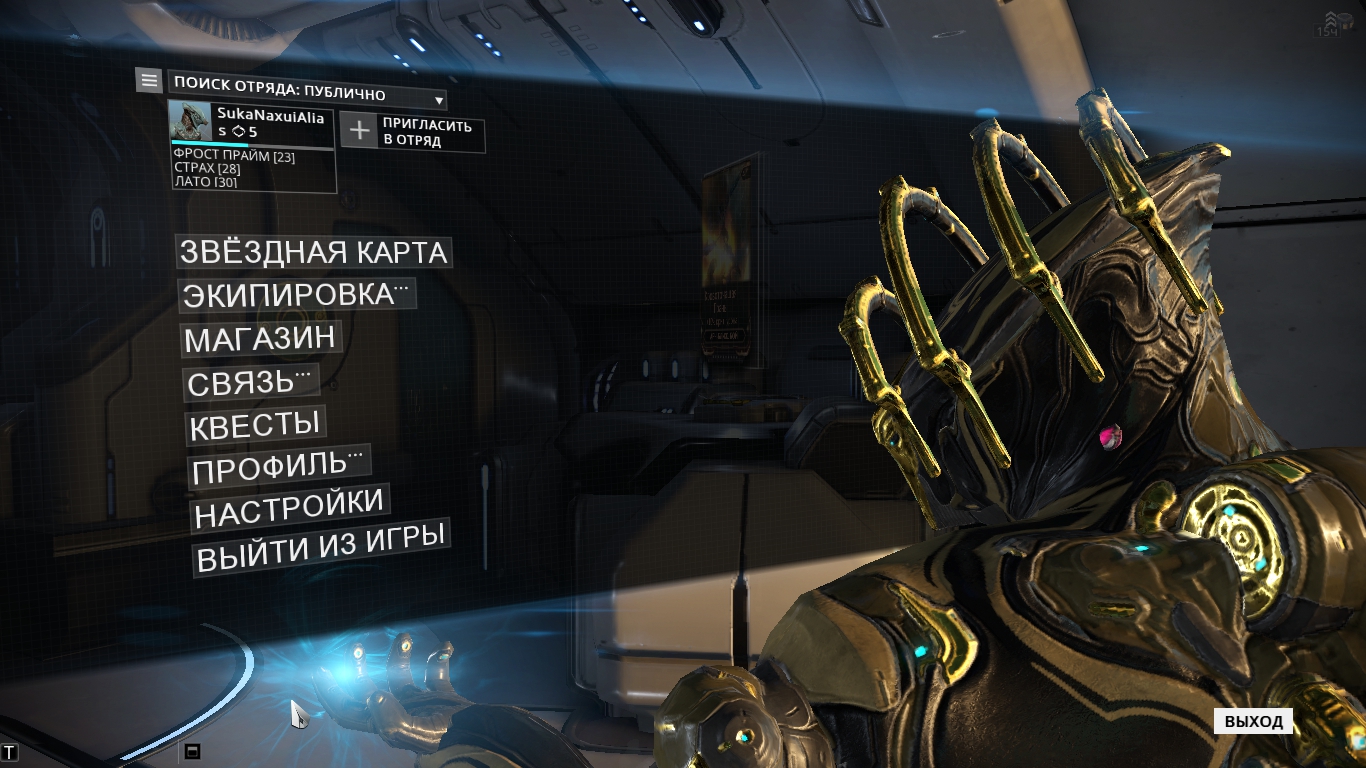 ПОИСК ОТРЯДА: ПУБЛИЧНО
SukaNaxuiAlia
s 5
ПРИГЛАСИТЬ
В ОТРЯД
ФРОСТ ПРАЙМ [23]
СТРАХ [28]
ЛАТО [30]
ЗВЁЗДНАЯ КАРТА
ЭКИПИРОВКА...
МАГАЗИН
СВЯЗЬ...
КВЕСТЫ
ПРОФИЛЬ...
НАСТРОЙКИ
ВЫЙТИ ИЗ ИГРЫ
154
ВЫХОД
T